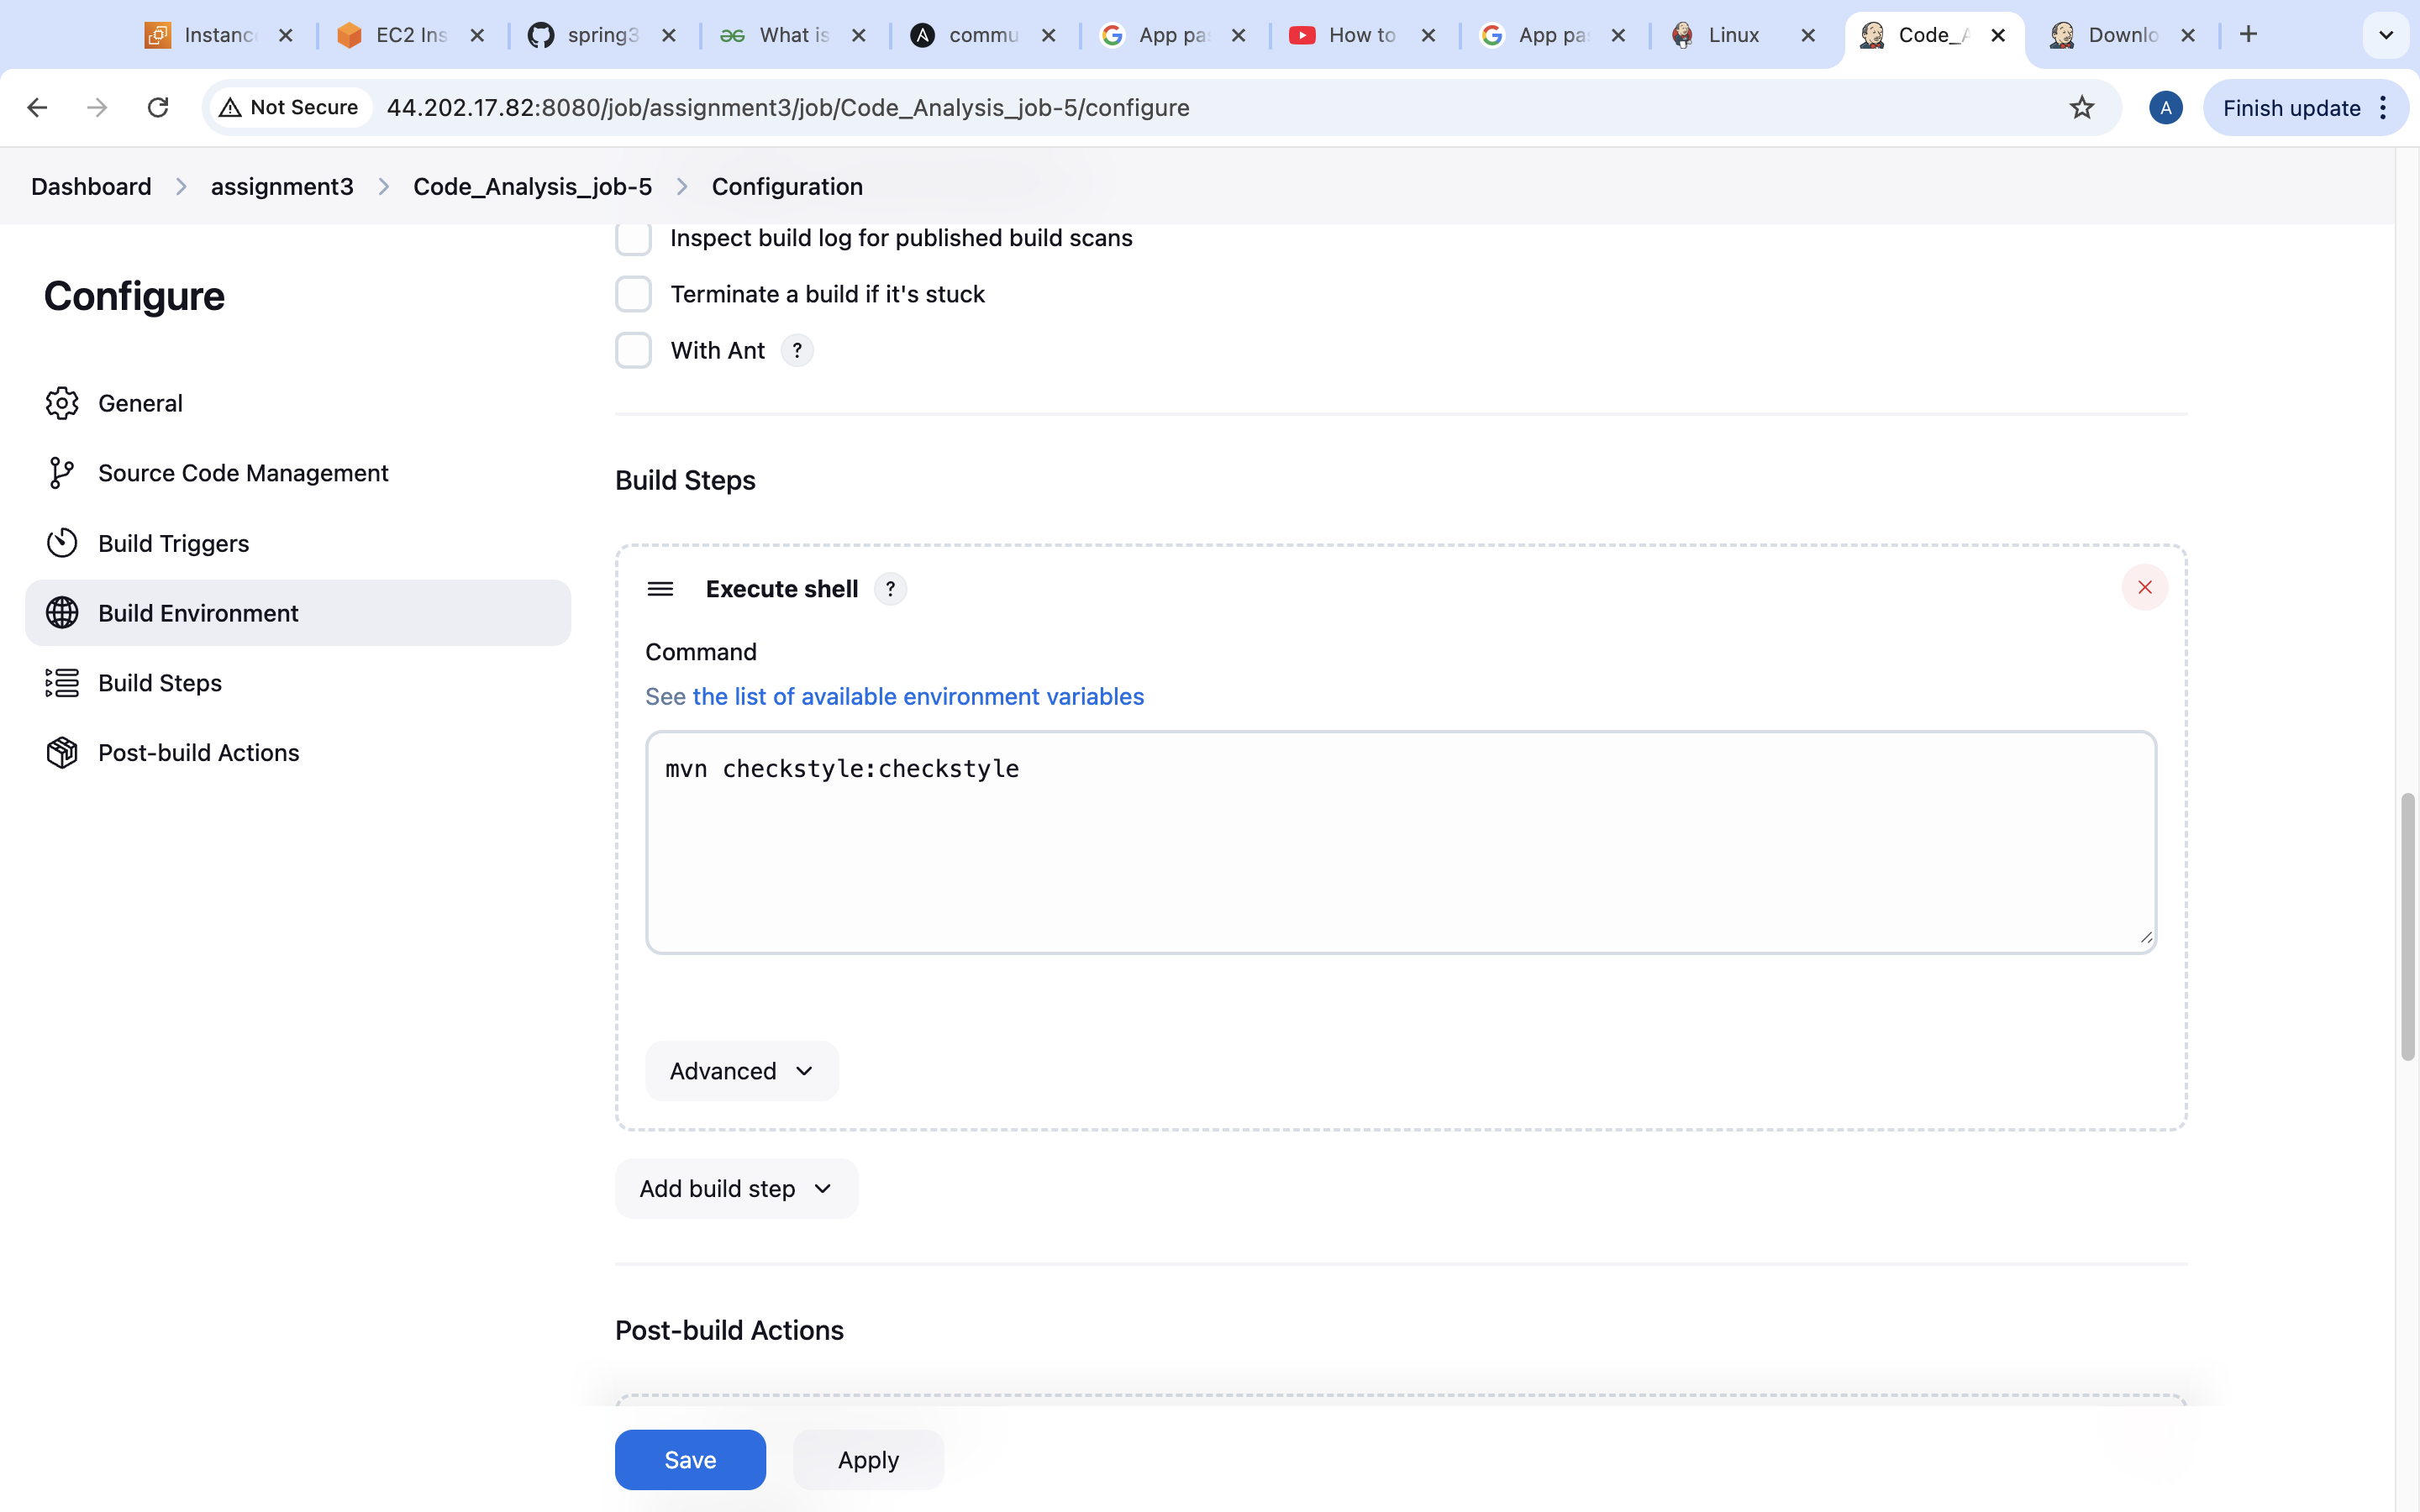 Instanc
EC2 Ins
spring3
What is
commu
App pa
How to
App pa
Linux
Code_A
Downlo
Not Secure
44.202.17.82:8080/job/assignment3/job/Code_Analysis_job-5/configure
A
Finish update
Dashboard > assignment3 > Code_Analysis_job-5 > Configuration
Configure
General
Source Code Management
Build Triggers
Build Environment
Build Steps
Post-build Actions
Inspect build log for published build scans
Terminate a build if it's stuck
With Ant ?
Build Steps
Execute shell ?
Command
See the list of available environment variables
mvn checkstyle:checkstyle
Advanced
Add build step
Post-build Actions
Save
Apply